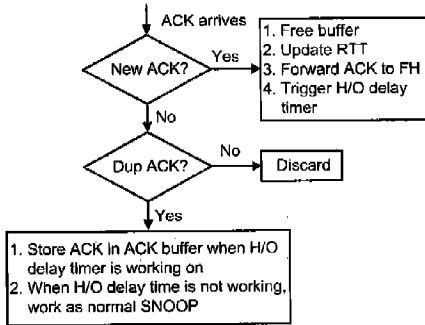 ACK arrives
New ACK?
Yes
1. Free buffer
2. Update RTT
3. Forward ACK to FH
4. Trigger H/O delay
timer
No
Dup ACK?
No
Discard
Yes
1. Store ACK in ACK buffer when H/O
delay timer is working on
2. When H/O delay time is not working,
work as normal SNOOP